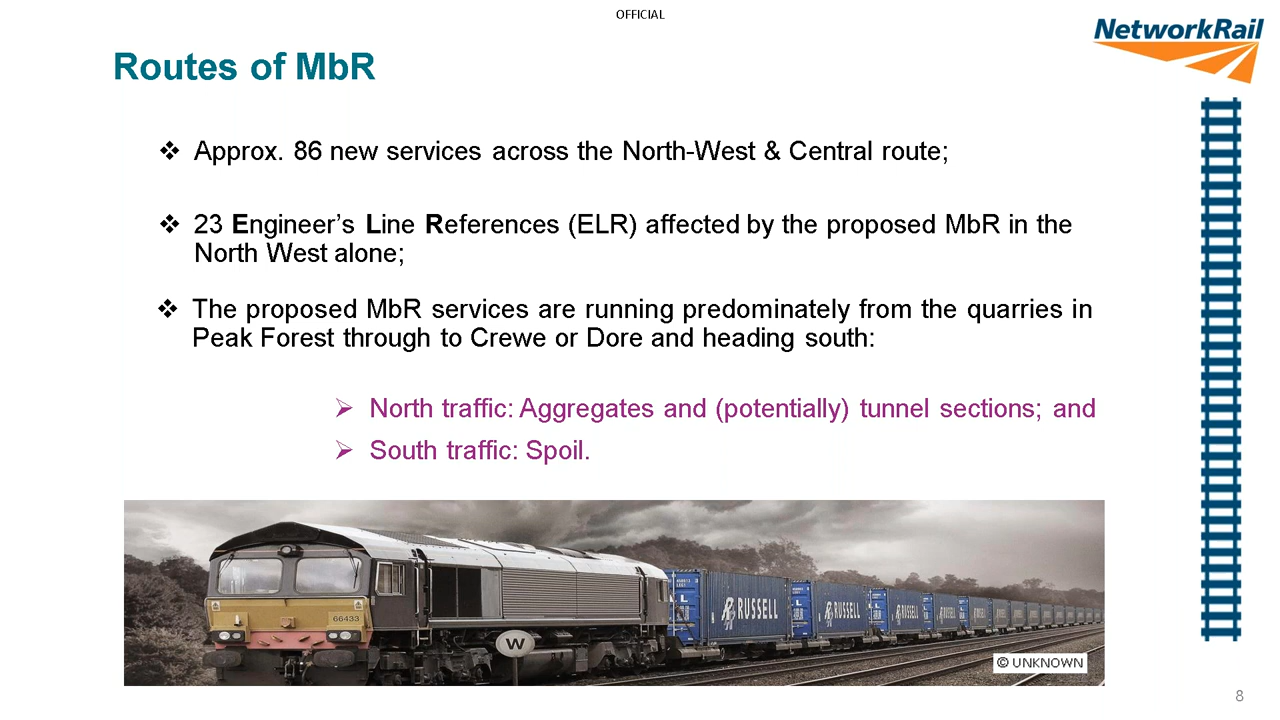 OFFICIAL
NetworkRail
Routes of MbR
Approx. 86 new services across the North-West & Central route;
23 Engineer’s Line References (ELR) affected by the proposed MbR in the
North West alone;
The proposed MbR services are running predominately from the quarries in
Peak Forest through to Crewe or Dore and heading south:
North traffic: Aggregates and (potentially) tunnel sections; and
South traffic: Spoil.
66433
W
RUSSELL
RUSSELL
RUSSELL
© UNKNOWN
8